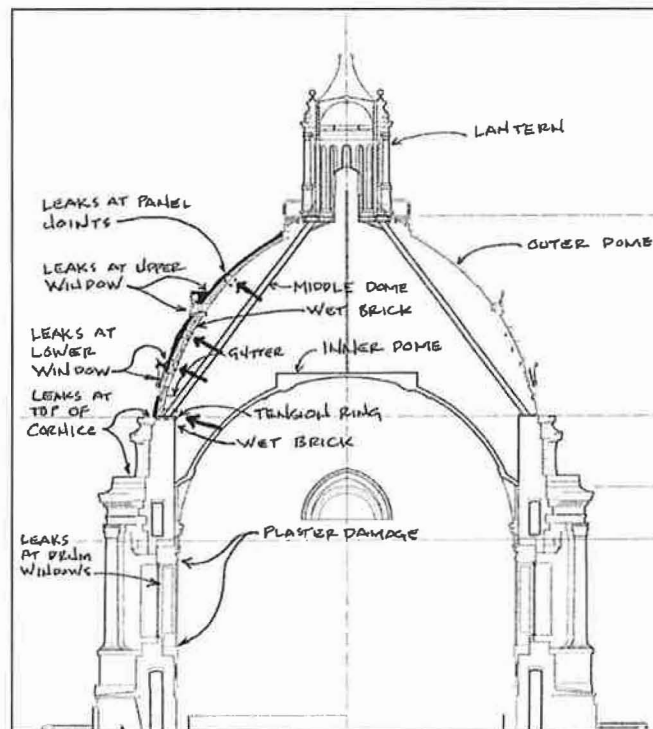 LANTERN
LEAKS AT PANEL
JOINTS
OUTER DOME
LEAKS AT UPPER
WINDOW
MIDDLE DOME
WET BRICK
LEAKS AT
LOWER
WINDOW
GUTTER
INNER DOME
LEAKS AT
TOP OF
CORNICE
TENSION RING
WET BRICK
PLASTER DAMAGE
LEAKS
AT DRUM
WINDOWS